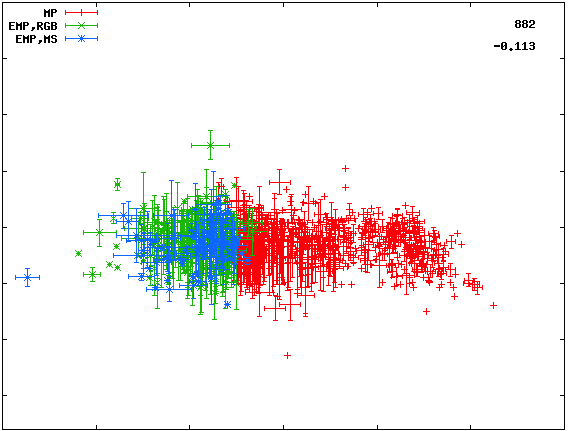 MP
EMP,RGB
EMP,MS
882
-0.113